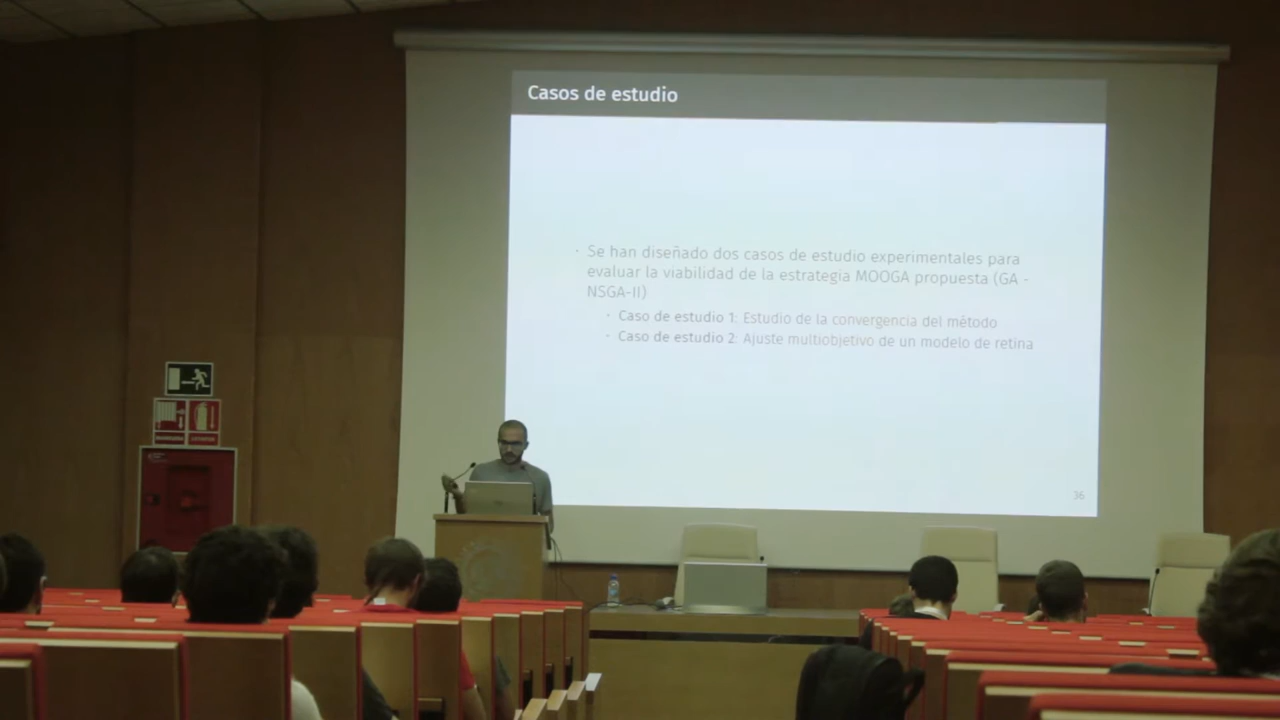 Casos de estudio
· Se han diseñado dos casos de estudio experimentales para
evaluar la viabilidad de la estrategia MOOGA propuesta (GA -
NSGA-II)
· Caso de estudio 1: Estudio de la convergencia del método
· Caso de estudio 2: Ajuste multiobjetivo de un modelo de retina
36